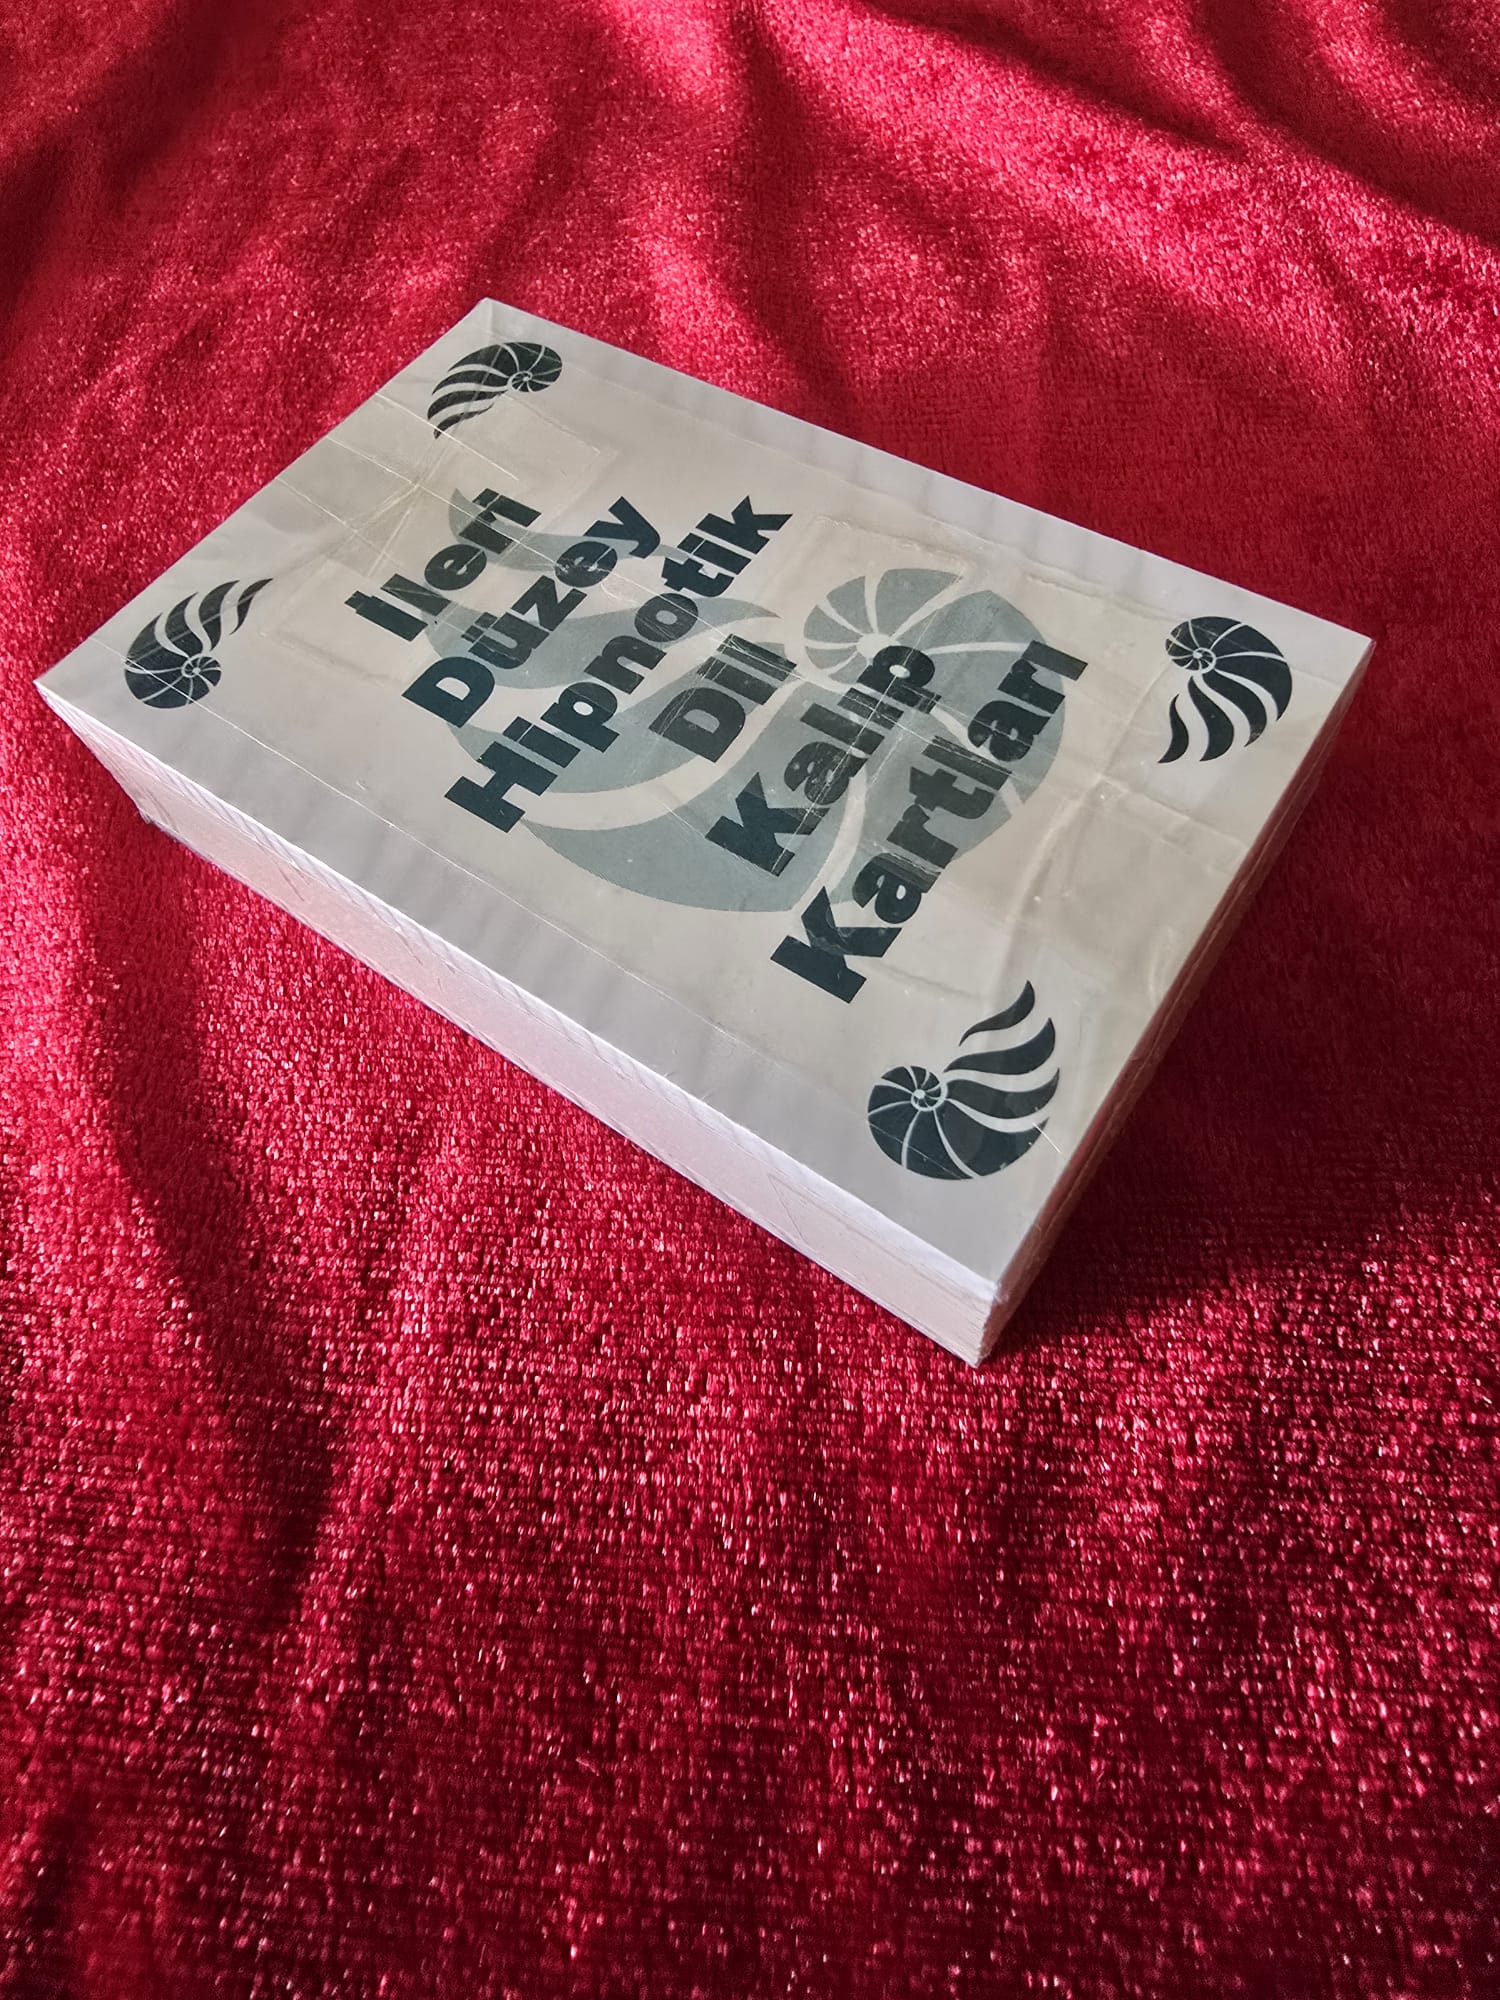 İleri
Düzey
Hipnotik
Dil
Kalıp
Kartları